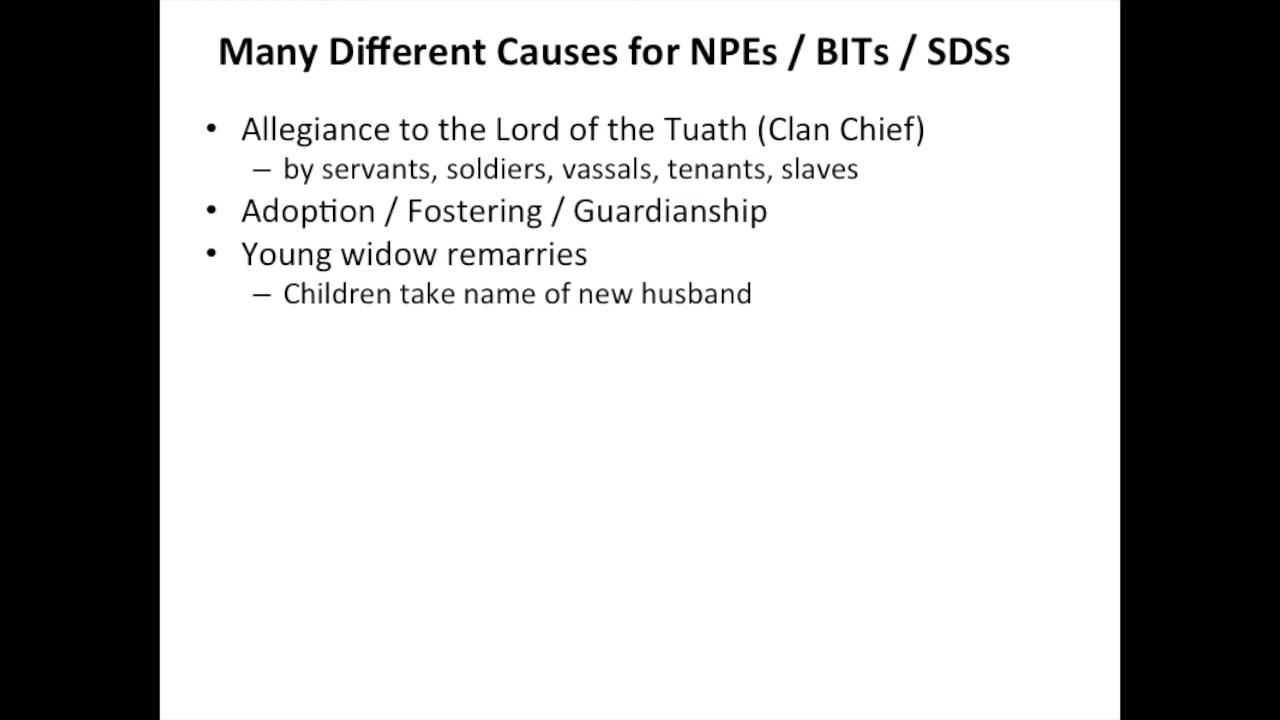 Many Different Causes for NPEs / BITs / SDSs
• Allegiance to the Lord of the Tuath (Clan Chief)
– by servants, soldiers, vassals, tenants, slaves
• Adoption / Fostering / Guardianship
• Young widow remarries
– Children take name of new husband